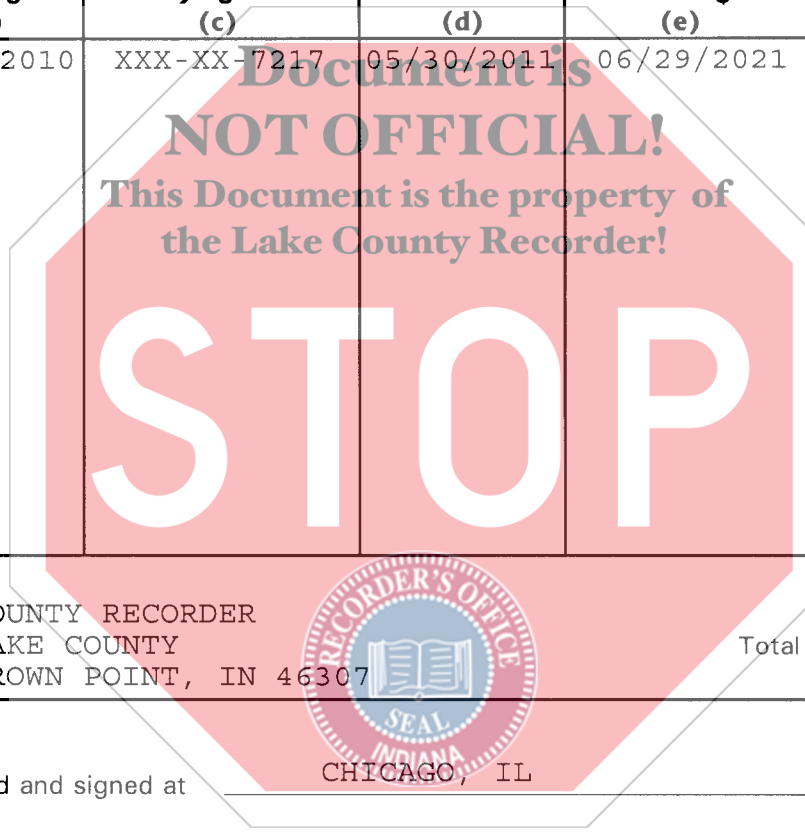 (c) (d) (e)
2010 XXX-XX-7217 05/30/2011 06/29/2021
Document is
NOT OFFICIAL!
This Document is the property of
the Lake County Recorder!
STOP
OUNTY RECORDER
AKE COUNTY
ROWN POINT, IN 46307
Total
RECORDER'S OFFICE
SEAL
INDIANA
d and signed at CHICAGO, IL